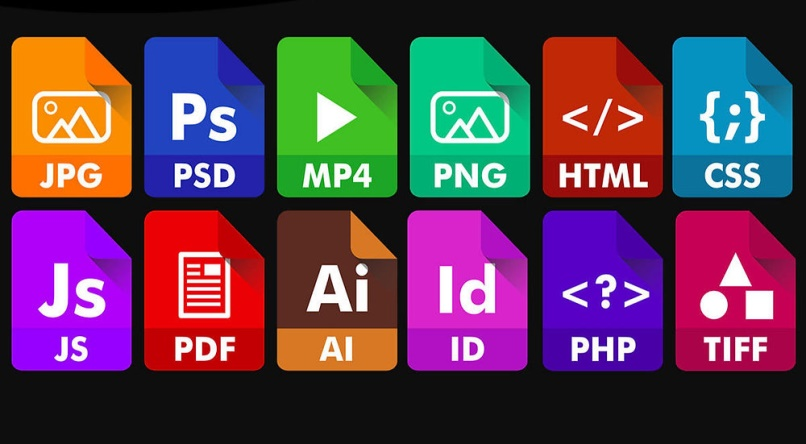 Ps
</>
{;}
JPG PSD MP4 PNG HTML CSS
Js
Ai
Id
<?>
JS PDF AI ID PHP TIFF